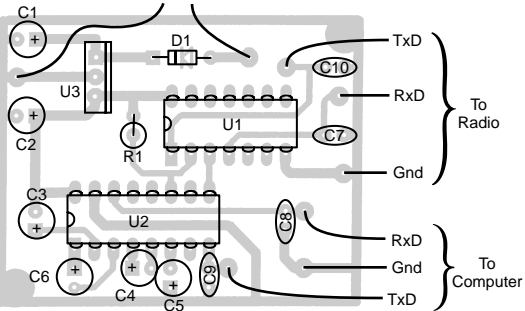 C1
D1
TxD
C10
U3
RxD
To
Radio
C2
U1
R1
C7
Gnd
C3
U2
C8
RxD
C6
C4
C5
C9
Gnd
To
Computer
TxD